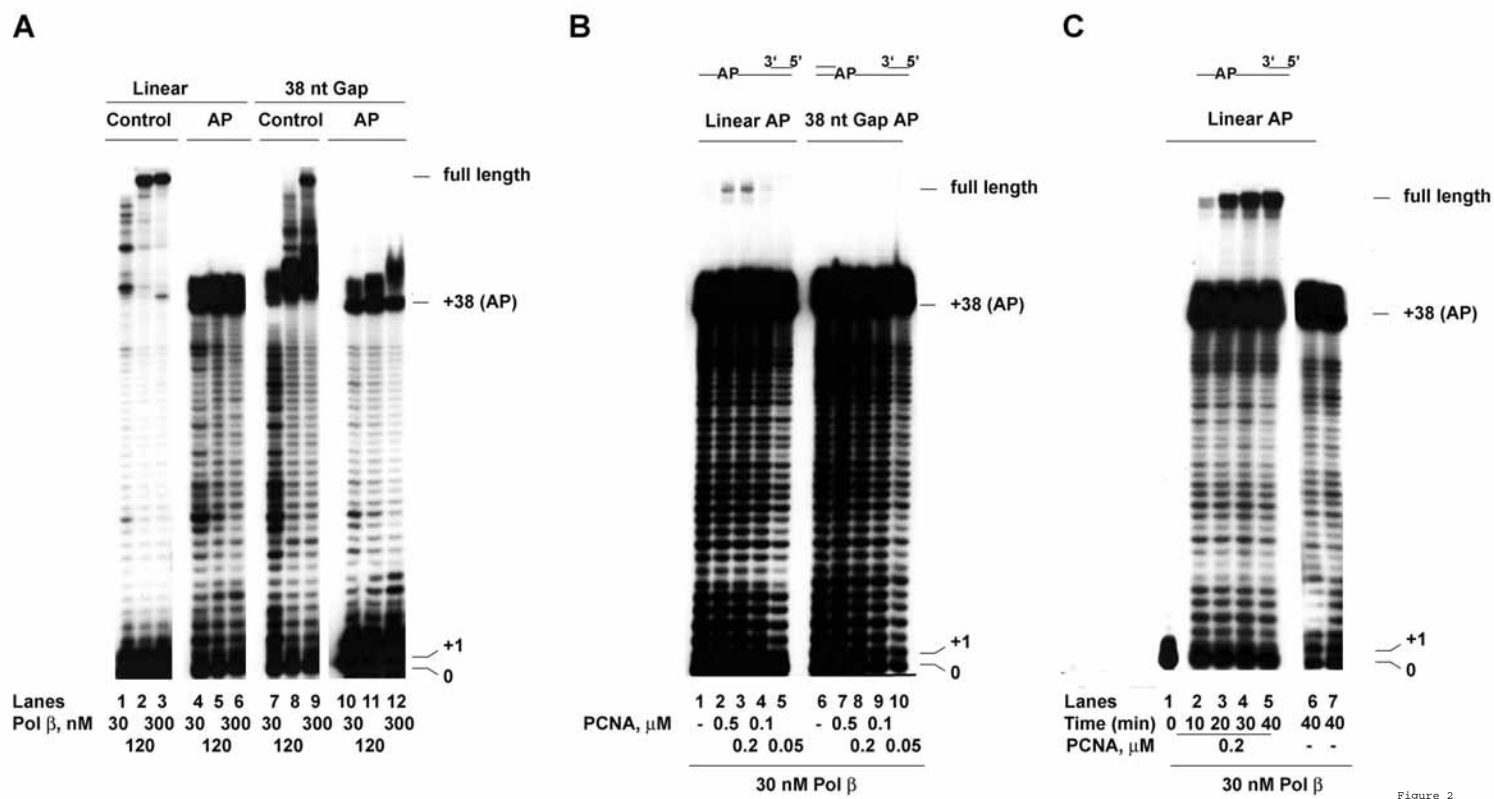 A
Linear 38 nt Gap
Control AP Control AP
full length
+38 (AP)
+1
0
Lanes 1 2 3 4 5 6 7 8 9 10 11 12
Pol β, nM 30 300 30 300 30 300 30 300
120 120 120 120
B
3‘ 5’ 3‘ 5’
AP AP
Linear AP 38 nt Gap AP
full length
+38 (AP)
+1
0
1 2 3 4 5 6 7 8 9 10
PCNA, μM - 0.5 0.1 - 0.5 0.1
0.2 0.05 0.2 0.05
30 nM Pol β
C
3‘ 5’
AP
Linear AP
full length
+38 (AP)
+1
0
Lanes 1 2 3 4 5 6 7
Time (min) 0 10 20 30 40 40 40
PCNA, μM 0.2 - -
30 nM Pol β
Figure 2